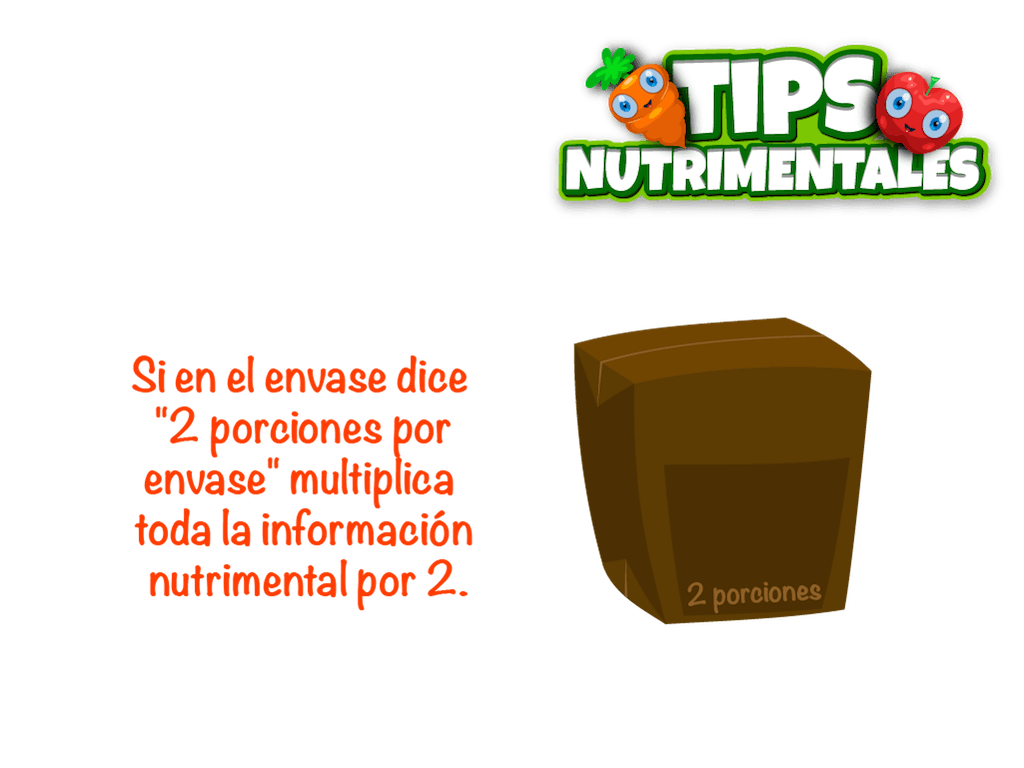 TIPS
NUTRIMENTALES
Si en el envase dice
"2 porciones por
envase" multiplica
toda la información
nutrimental por 2.
2 porciones